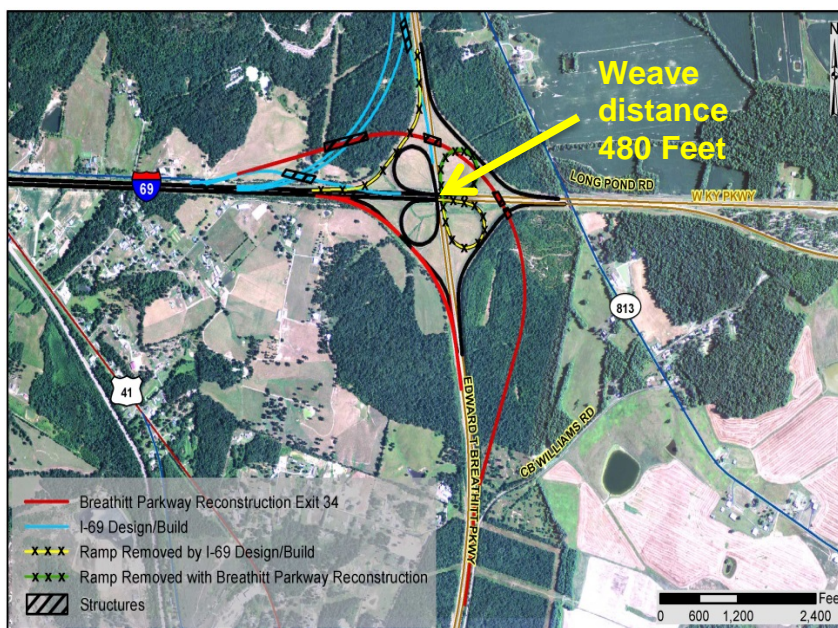 N
Weave
distance
480 Feet
69
LONG POND RD
W KY PKWY
813
41
EDWARD T BREATHITT PKWY
CB WILLIAMS RD
Breathitt Parkway Reconstruction Exit 34
I-69 Design/Build
X X X Ramp Removed by I-69 Design/Build
X X X Ramp Removed with Breathitt Parkway Reconstruction
Structures
Feet
0 600 1,200 2,400